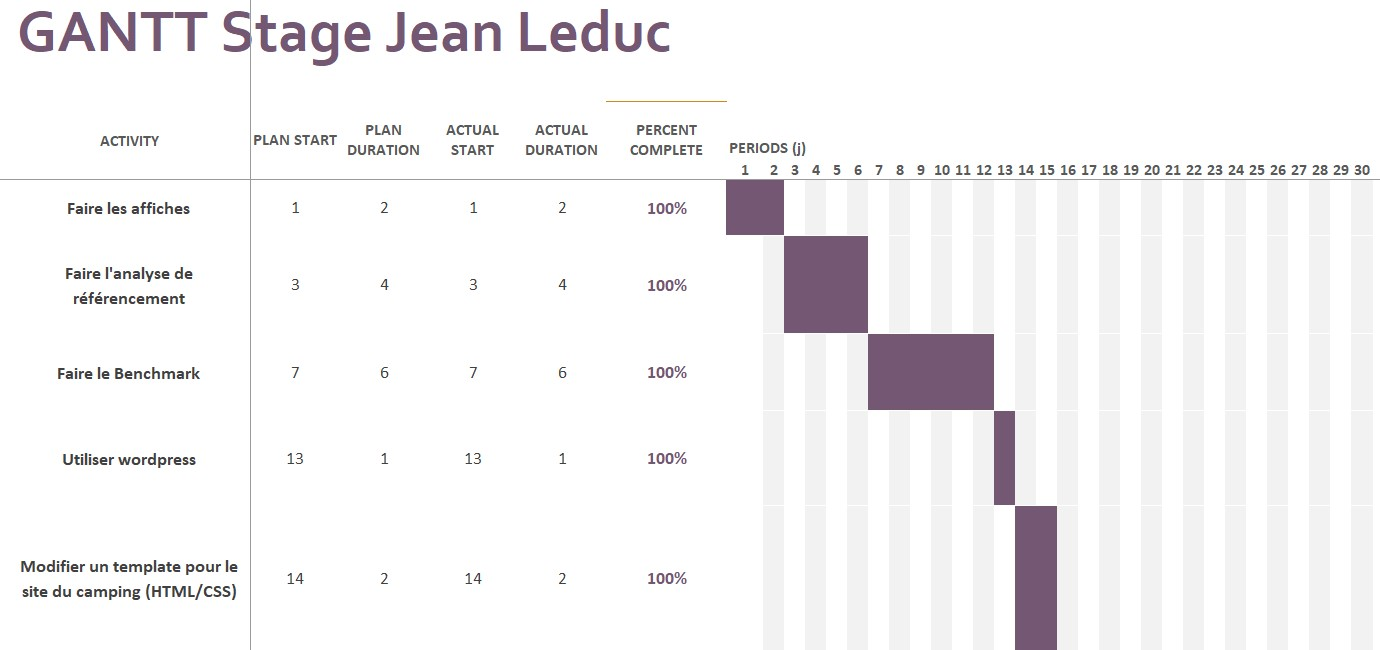 GANTT Stage Jean Leduc
ACTIVITY PLAN START PLAN DURATION ACTUAL START ACTUAL DURATION PERCENT COMPLETE PERIODS (j)
1 2 3 4 5 6 7 8 9 10 11 12 13 14 15 16 17 18 19 20 21 22 23 24 25 26 27 28 29 30
Faire les affiches 1 2 1 2 100%
Faire l'analyse de
référencement 3 4 3 4 100%
Faire le Benchmark 7 6 7 6 100%
Utiliser wordpress 13 1 13 1 100%
Modifier un template pour le
site du camping (HTML/CSS) 14 2 14 2 100%